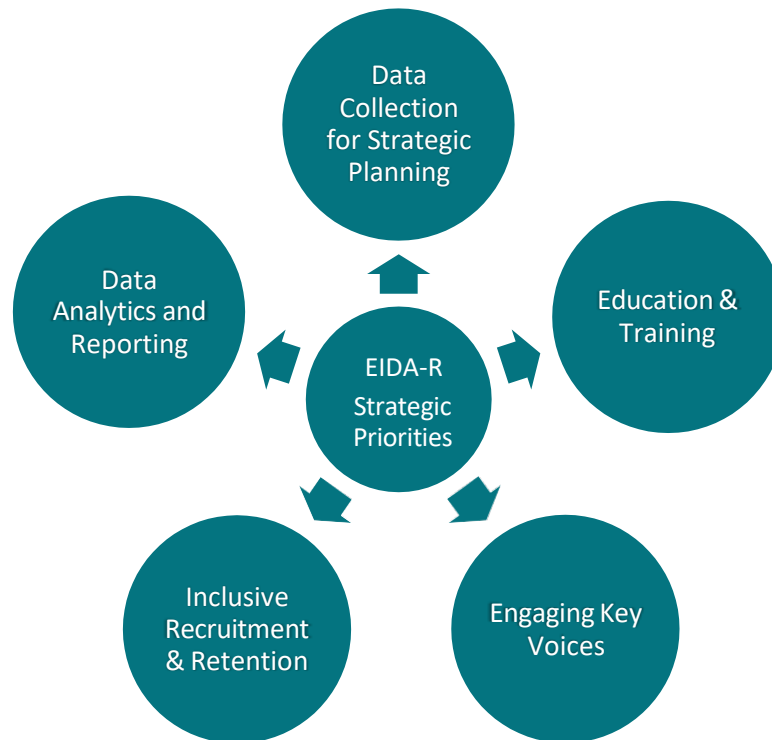 Data
Collection
for Strategic
Planning
Data
Analytics and
Reporting
Education &
Training
EIDA-R
Strategic
Priorities
Inclusive
Recruitment
& Retention
Engaging Key
Voices